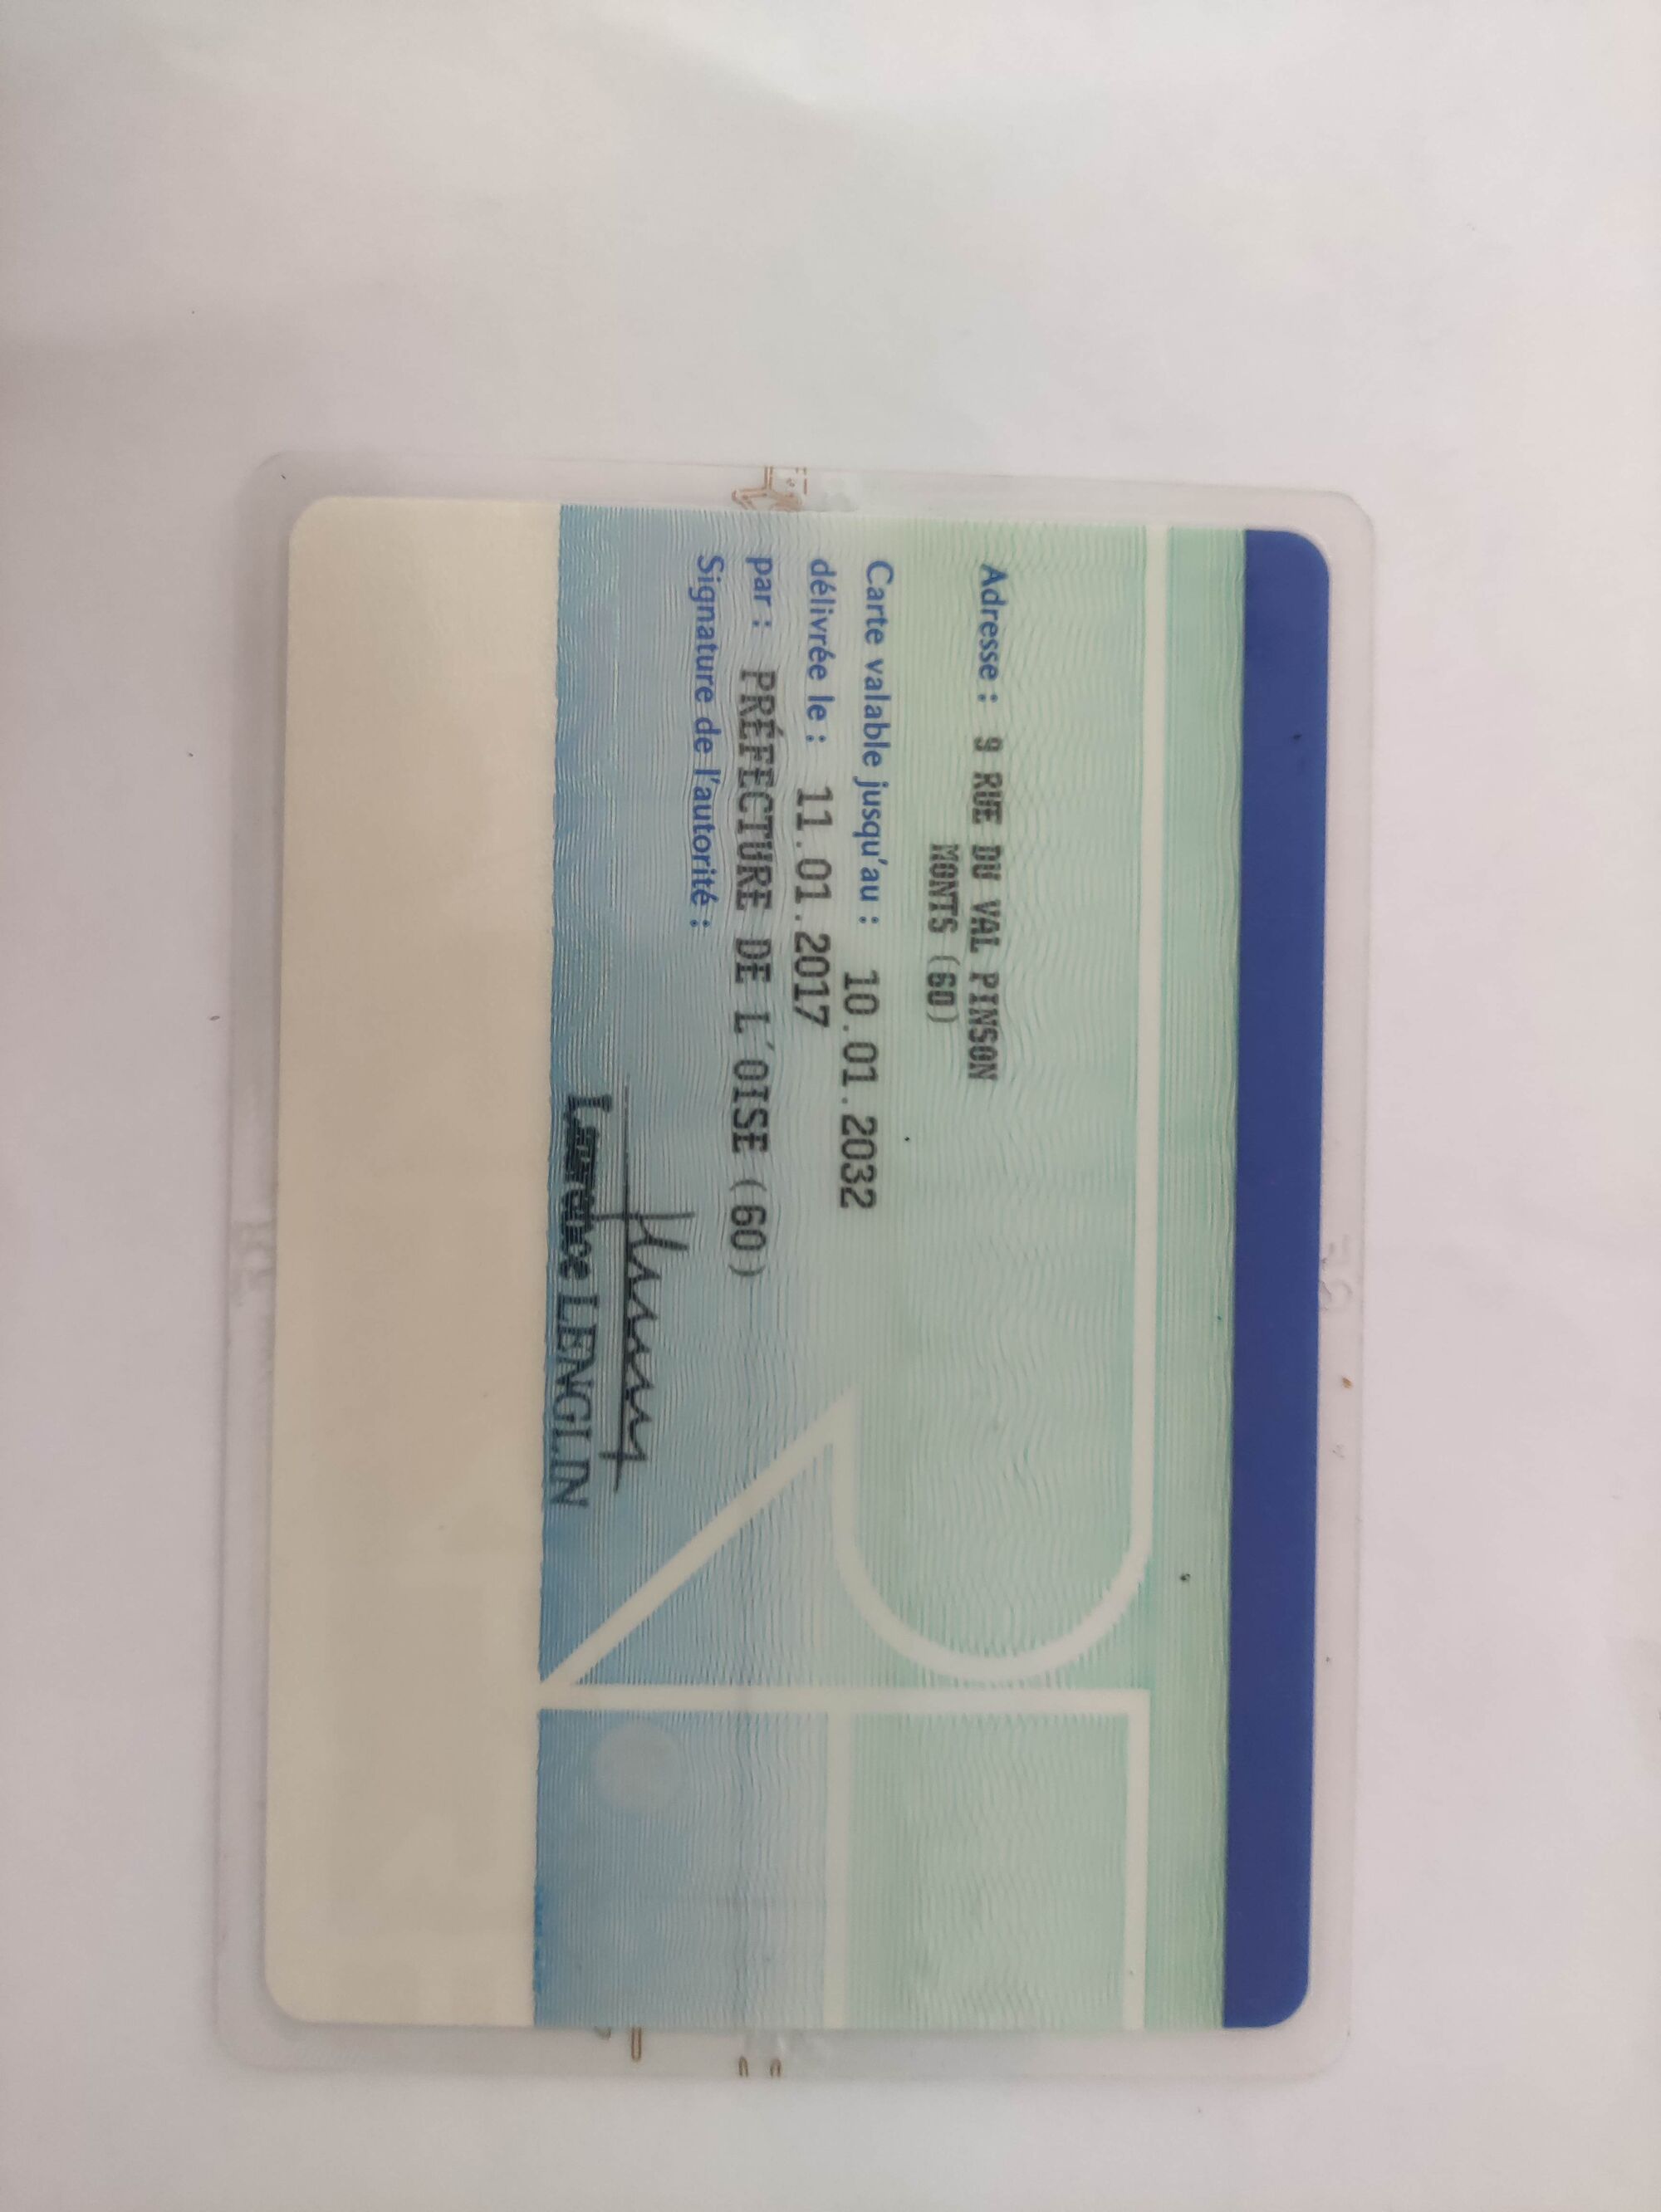 Adresse : 9 RUE DU VAL PINSON
MONTS (60)
Carte valable jusqu'au : 10.01.2032
délivrée le : 11.01.2017
par : PRÉFECTURE DE L'OISE (60)
Signature de l'autorité :
Laurence LENGLIN